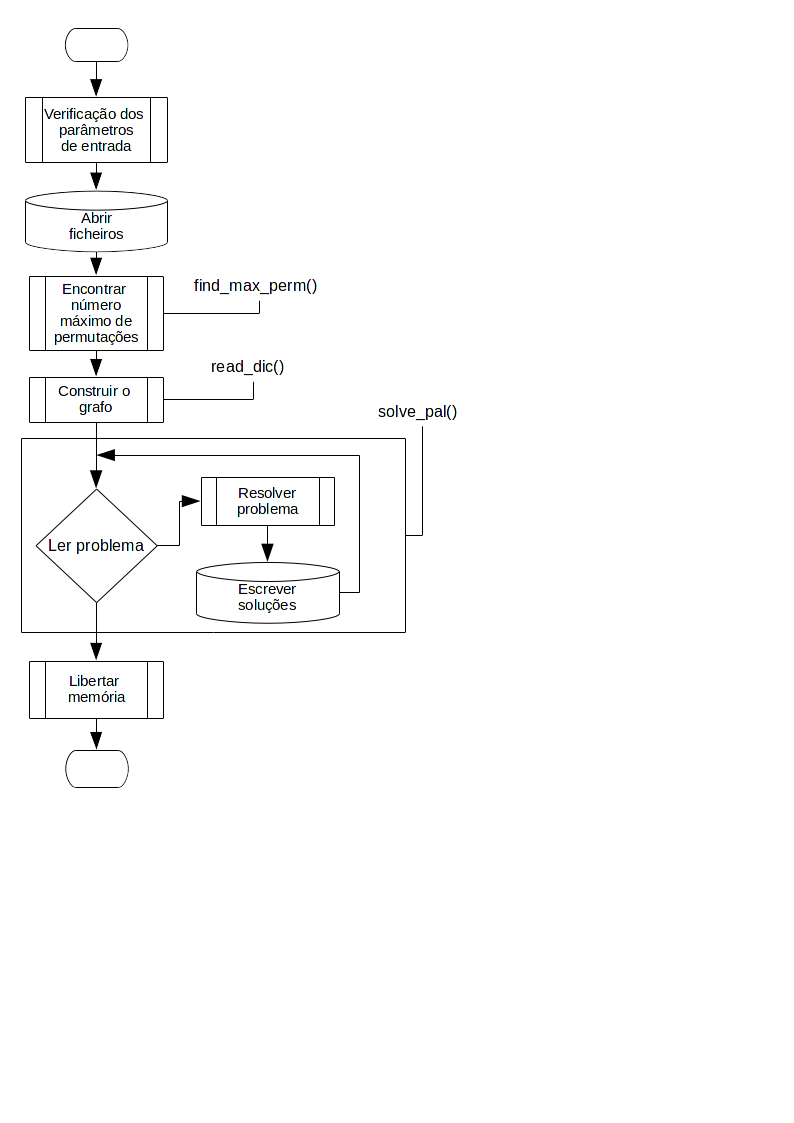 Verificação dos
parâmetros
de entrada
Abrir
ficheiros
Encontrar
número
máximo de
permutações
find_max_perm()
Construir o
grafo
read_dic()
solve_pal()
Ler problema
Resolver
problema
Escrever
soluções
Libertar
memória